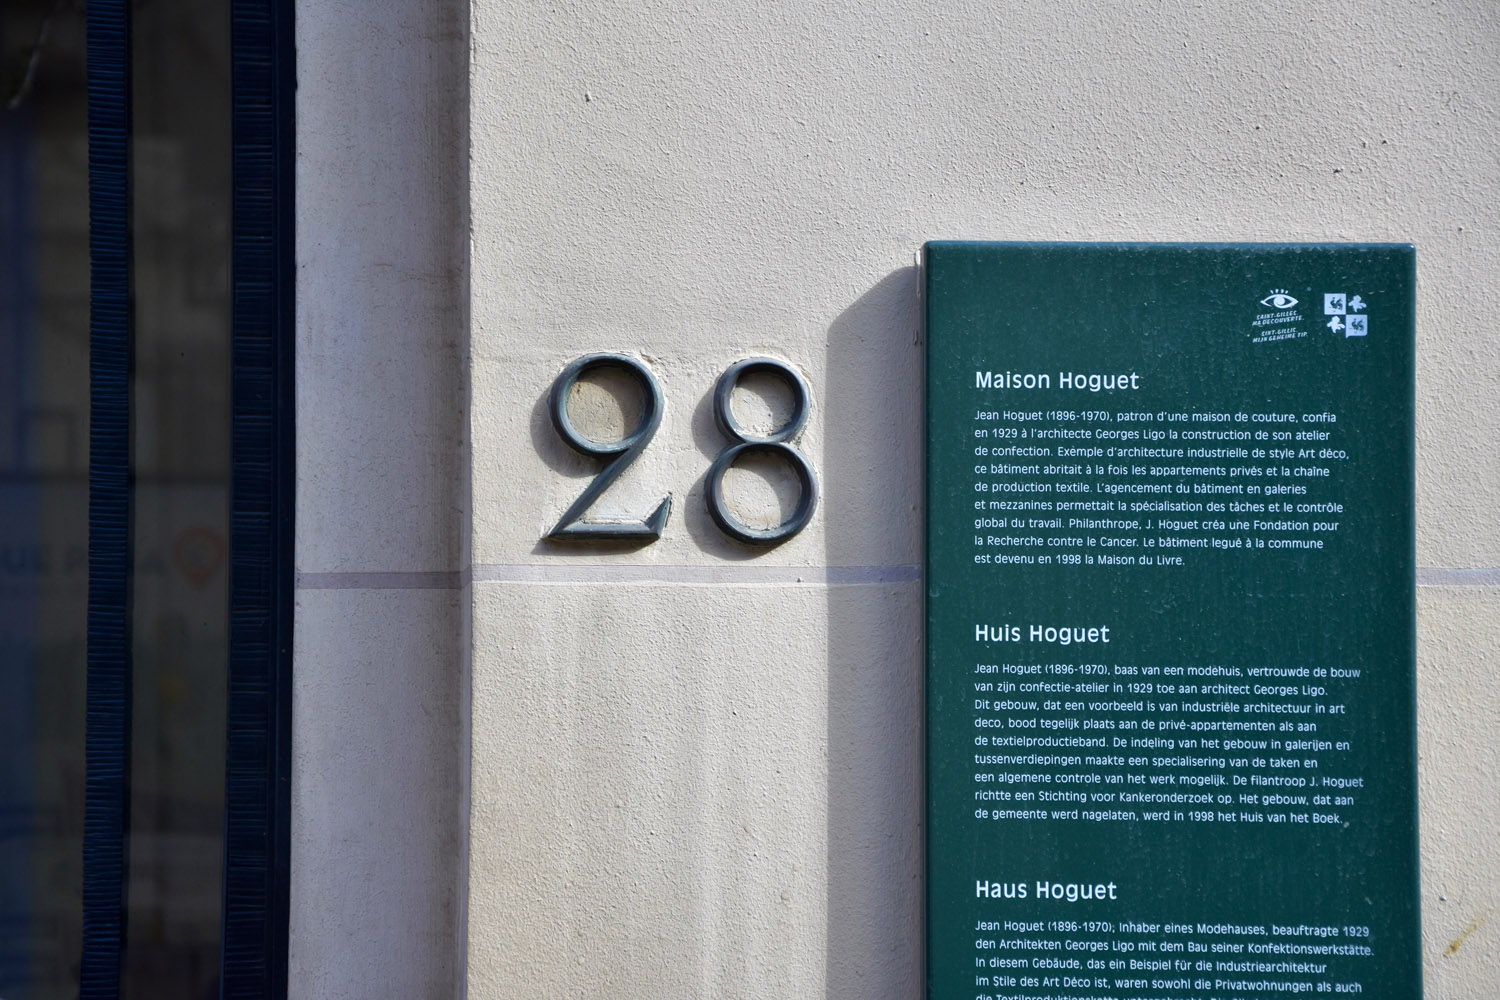 28
SAINT-GILLES
MA DÉCOUVERTE.
SINT-GILLIS
MIJN GEHEIME TIP.
Maison Hoguet
Jean Hoguet (1896-1970), patron d'une maison de couture, confia
en 1929 à l'architecte Georges Ligo la construction de son atelier
de confection. Exemple d'architecture industrielle de style Art déco,
ce bâtiment abritait à la fois les appartements privés et la chaîne
de production textile. L'agencement du bâtiment en galeries
et mezzanines permettait la spécialisation des tâches et le contrôle
global du travail. Philanthrope, J. Hoguet créa une Fondation pour
la Recherche contre le Cancer. Le bâtiment legué à la commune
est devenu en 1998 la Maison du Livre.
Huis Hoguet
Jean Hoguet (1896-1970), baas van een modehuis, vertrouwde de bouw
van zijn confectie-atelier in 1929 toe aan architect Georges Ligo.
Dit gebouw, dat een voorbeeld is van industriële architectuur in art
deco, bood tegelijk plaats aan de privé-appartementen als aan
de textielproductieband. De indeling van het gebouw in galerijen en
tussenverdiepingen maakte een specialisering van de taken en
een algemene controle van het werk mogelijk. De filantroop J. Hoguet
richtte een Stichting voor Kankeronderzoek op. Het gebouw, dat aan
de gemeente werd nagelaten, werd in 1998 het Huis van het Boek.
Haus Hoguet
Jean Hoguet (1896-1970), Inhaber eines Modehauses, beauftragte 1929
den Architekten Georges Ligo mit dem Bau seiner Konfektionswerkstätte.
In diesem Gebäude, das ein Beispiel für die Industriearchitektur
im Stile des Art Déco ist, waren sowohl die Privatwohnungen als auch
die Textilproduktionskette